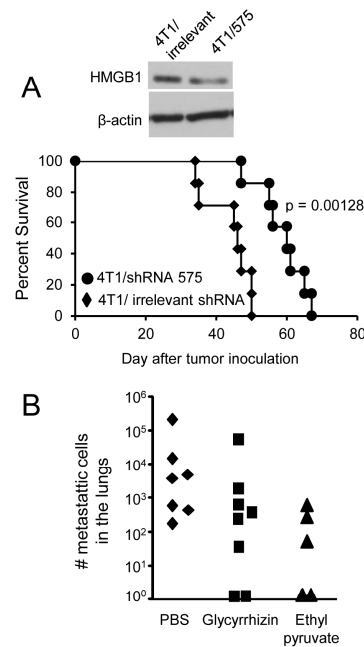 4T1/
irrelevant
4T1/575
A
HMGB1
β-actin
100
80
60
40
20
0
Percent Survival
p = 0.00128
4T1/shRNA 575
4T1/ irrelevant shRNA
0 20 40 60 80
Day after tumor inoculation
B
10⁶
10⁵
10⁴
10³
10²
10¹
10⁰
# metastattic cells
in the lungs
PBS Glycyrrhizin Ethyl
pyruvate